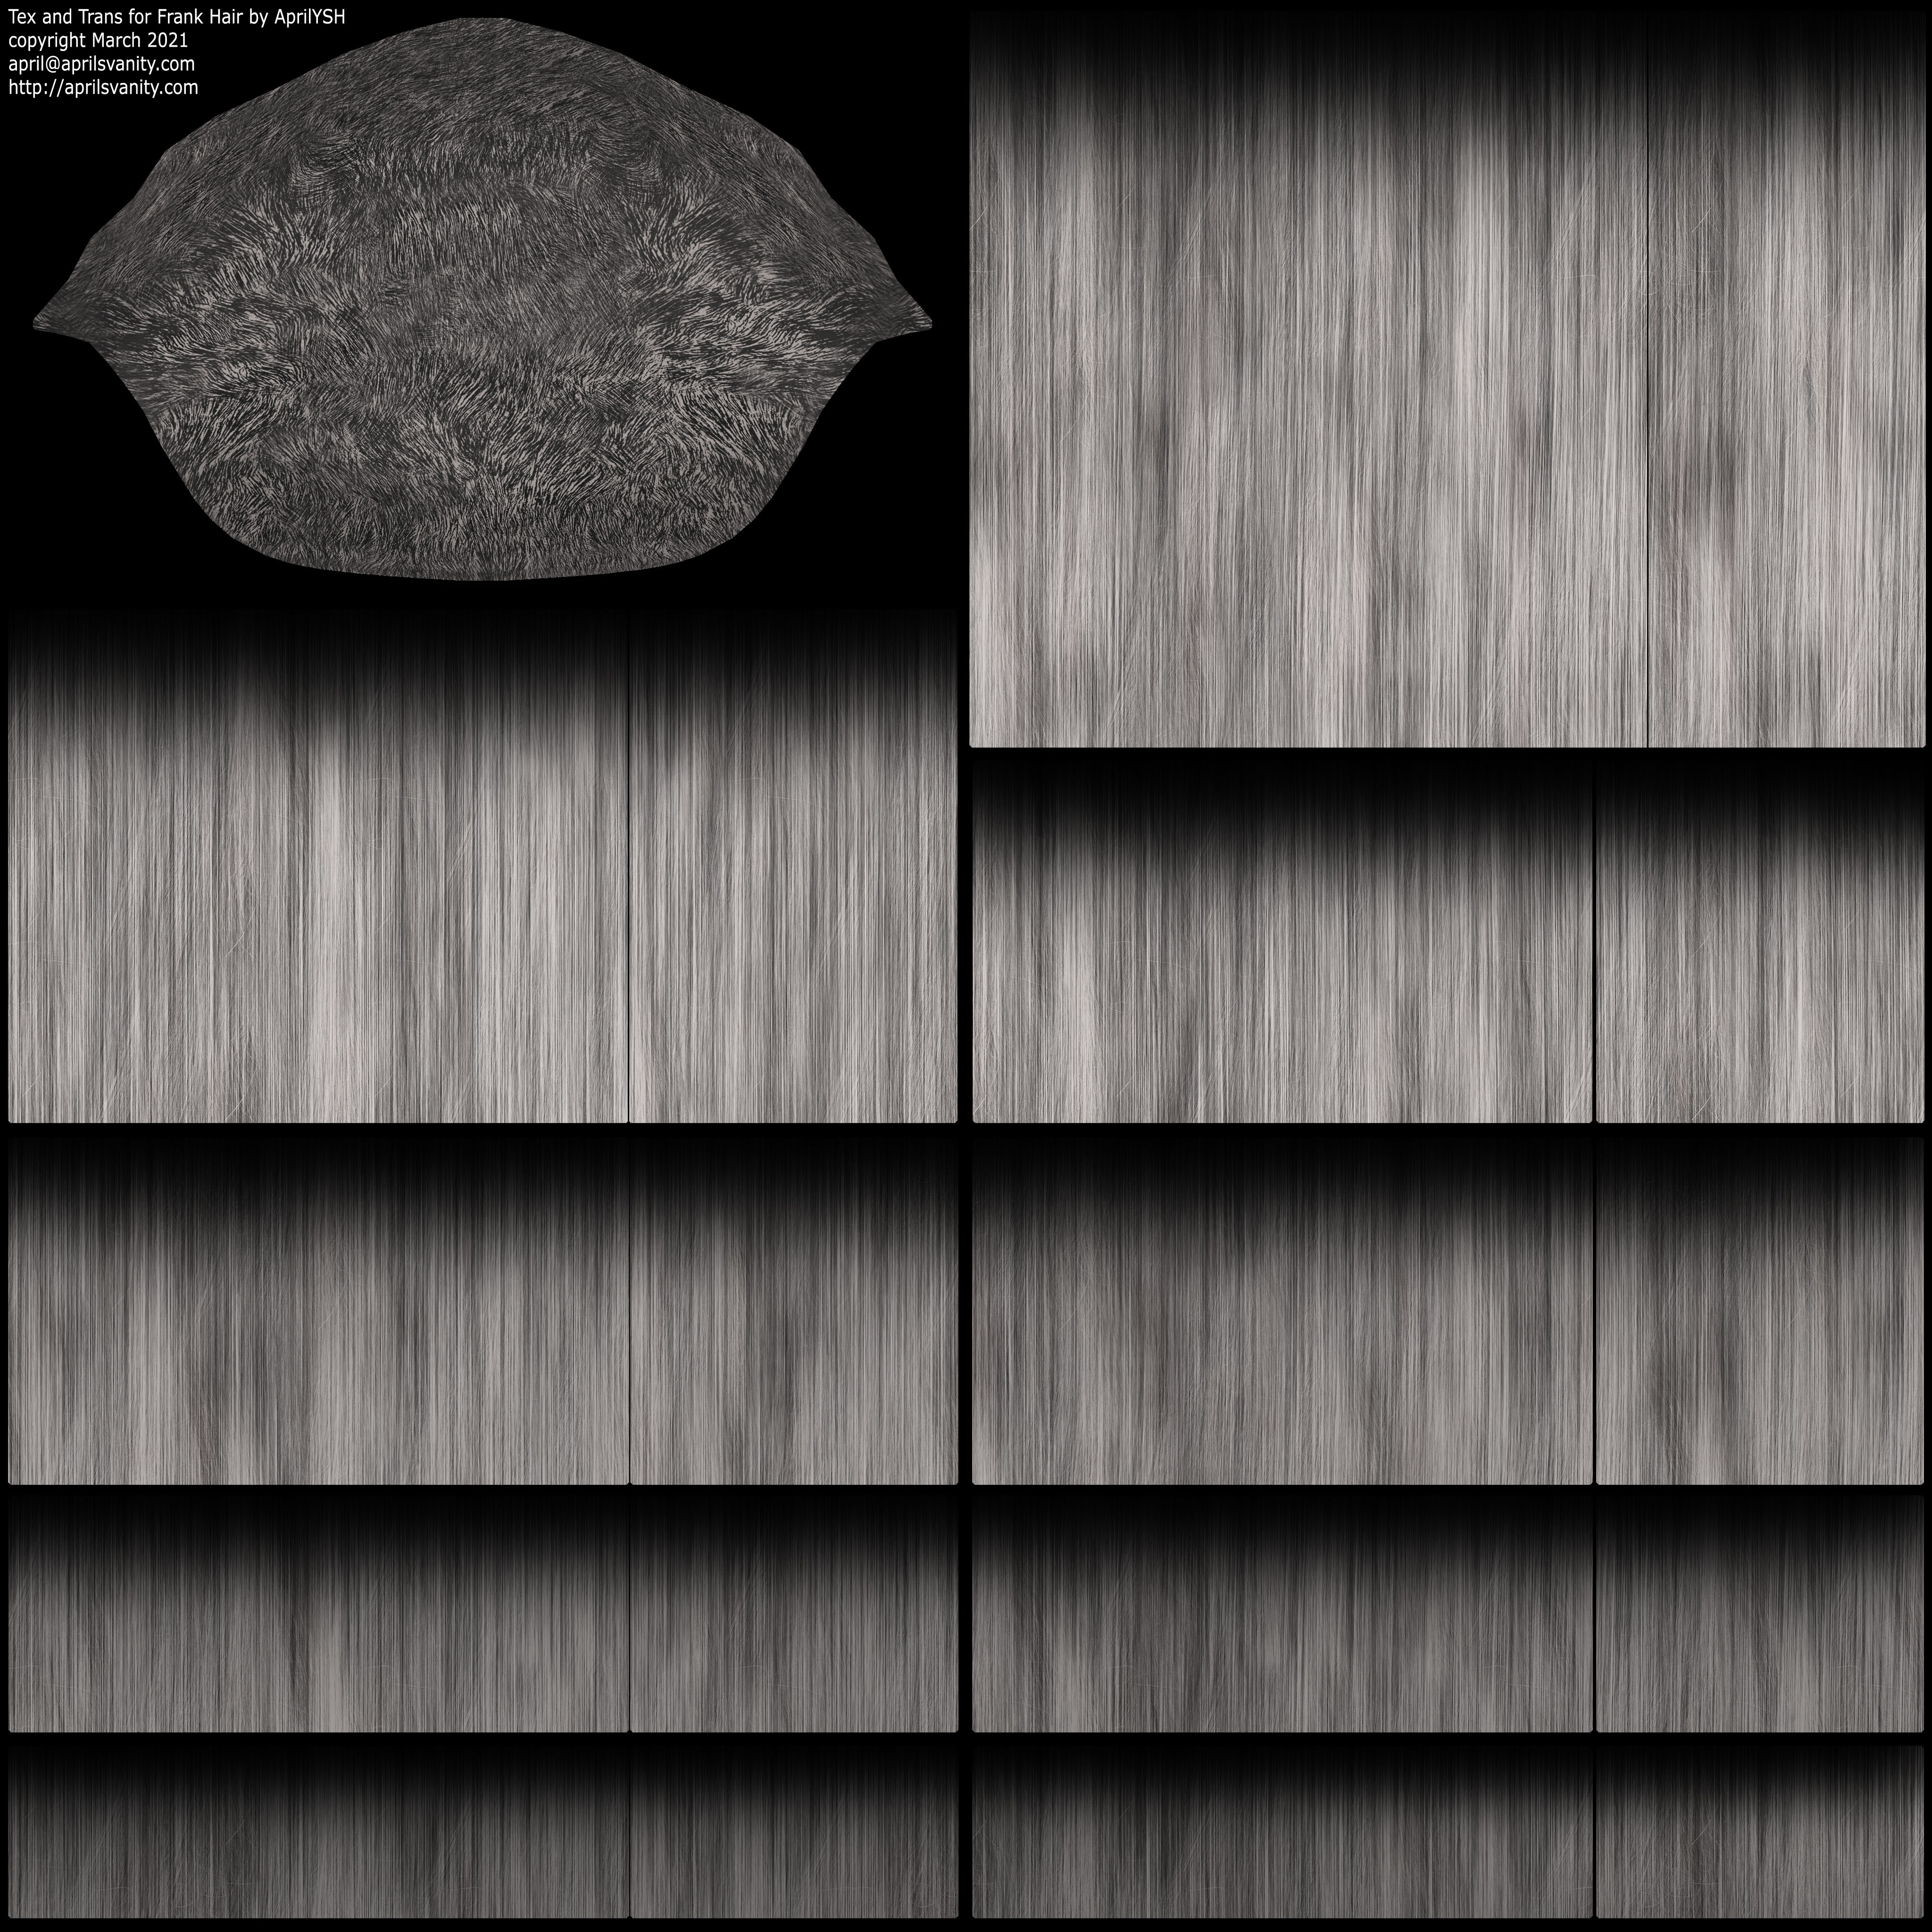 Tex and Trans for Frank Hair by AprilYSH
copyright March 2021
april@aprilsvanity.com
http://aprilsvanity.com